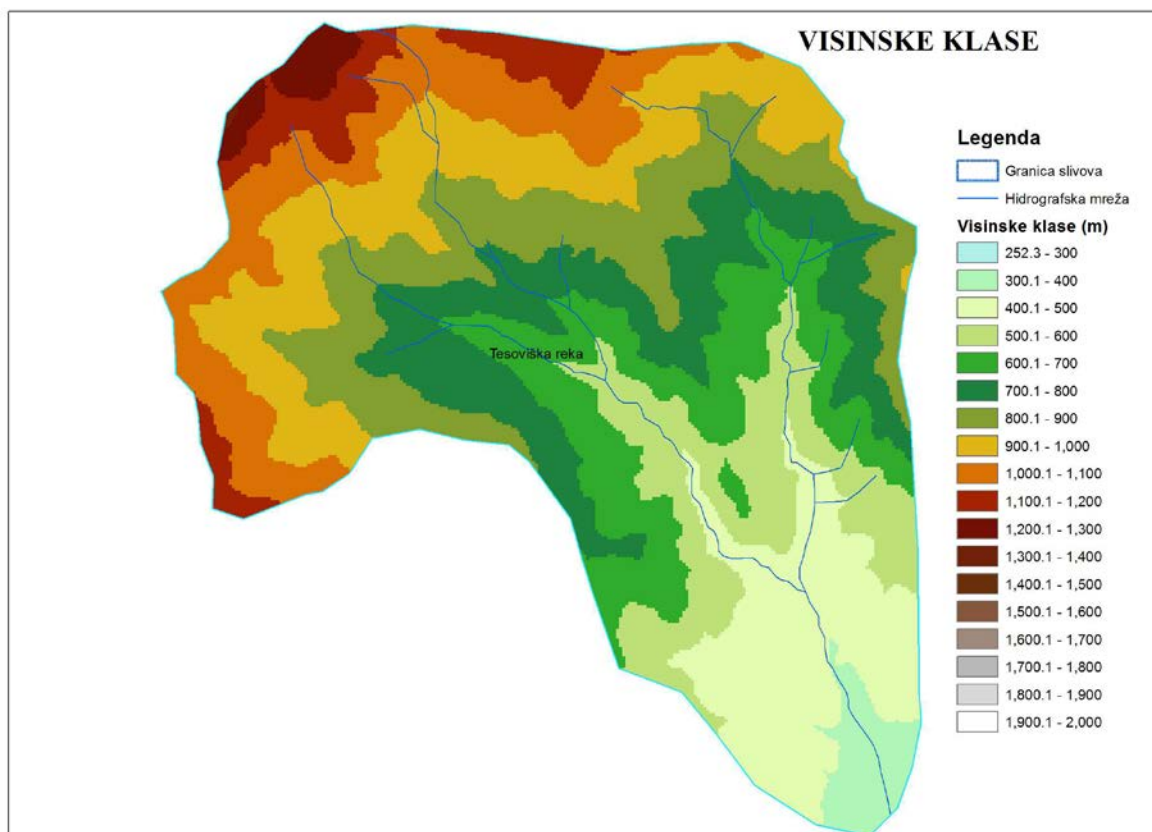 VISINSKE KLASE
Legenda
Granica slivova
Hidrografska mreža
Visinske klase (m)
252.3 - 300
300.1 - 400
400.1 - 500
500.1 - 600
600.1 - 700
700.1 - 800
800.1 - 900
900.1 - 1,000
1,000.1 - 1,100
1,100.1 - 1,200
1,200.1 - 1,300
1,300.1 - 1,400
1,400.1 - 1,500
1,500.1 - 1,600
1,600.1 - 1,700
1,700.1 - 1,800
1,800.1 - 1,900
1,900.1 - 2,000
Tesoviška reka